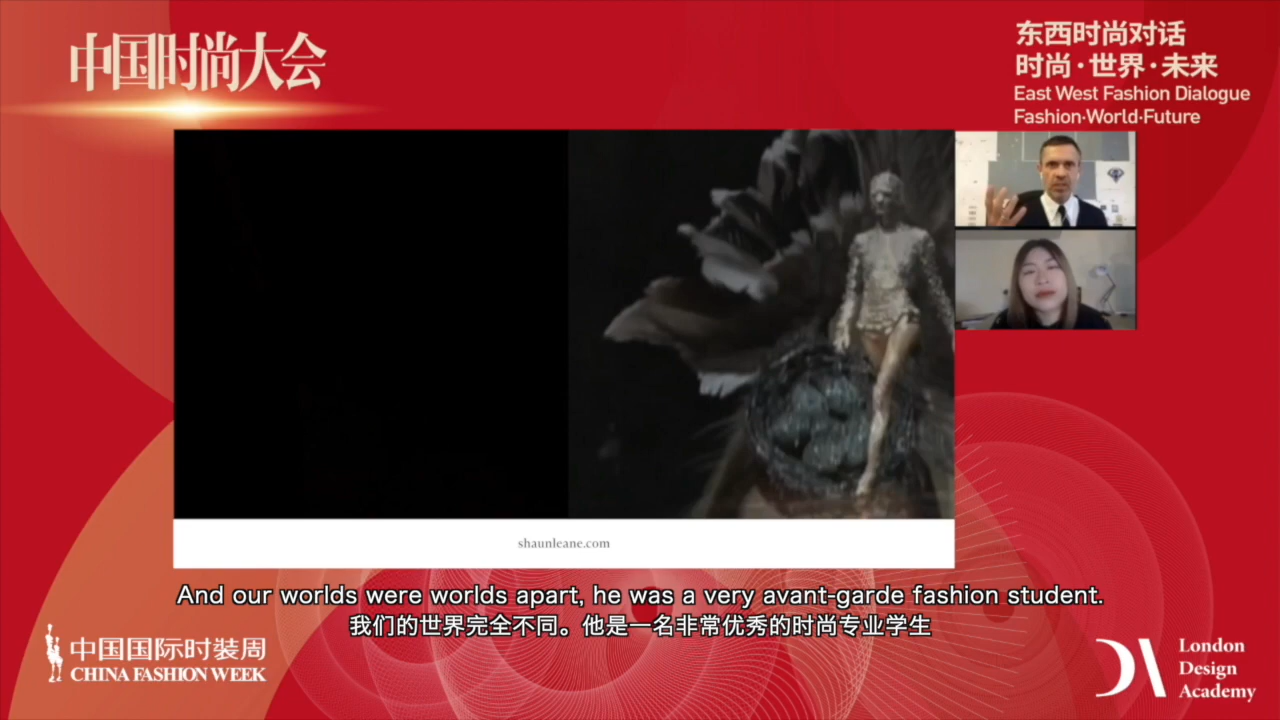 中国时尚大会
东西时尚对话
时尚·世界·未来
East West Fashion Dialogue
Fashion·World·Future
shaunleane.com
And our worlds were worlds apart, he was a very avant-garde fashion student.
我们的世界完全不同。他是一名非常优秀的时尚专业学生
中国国际时装周
CHINA FASHION WEEK
London
Design
Academy